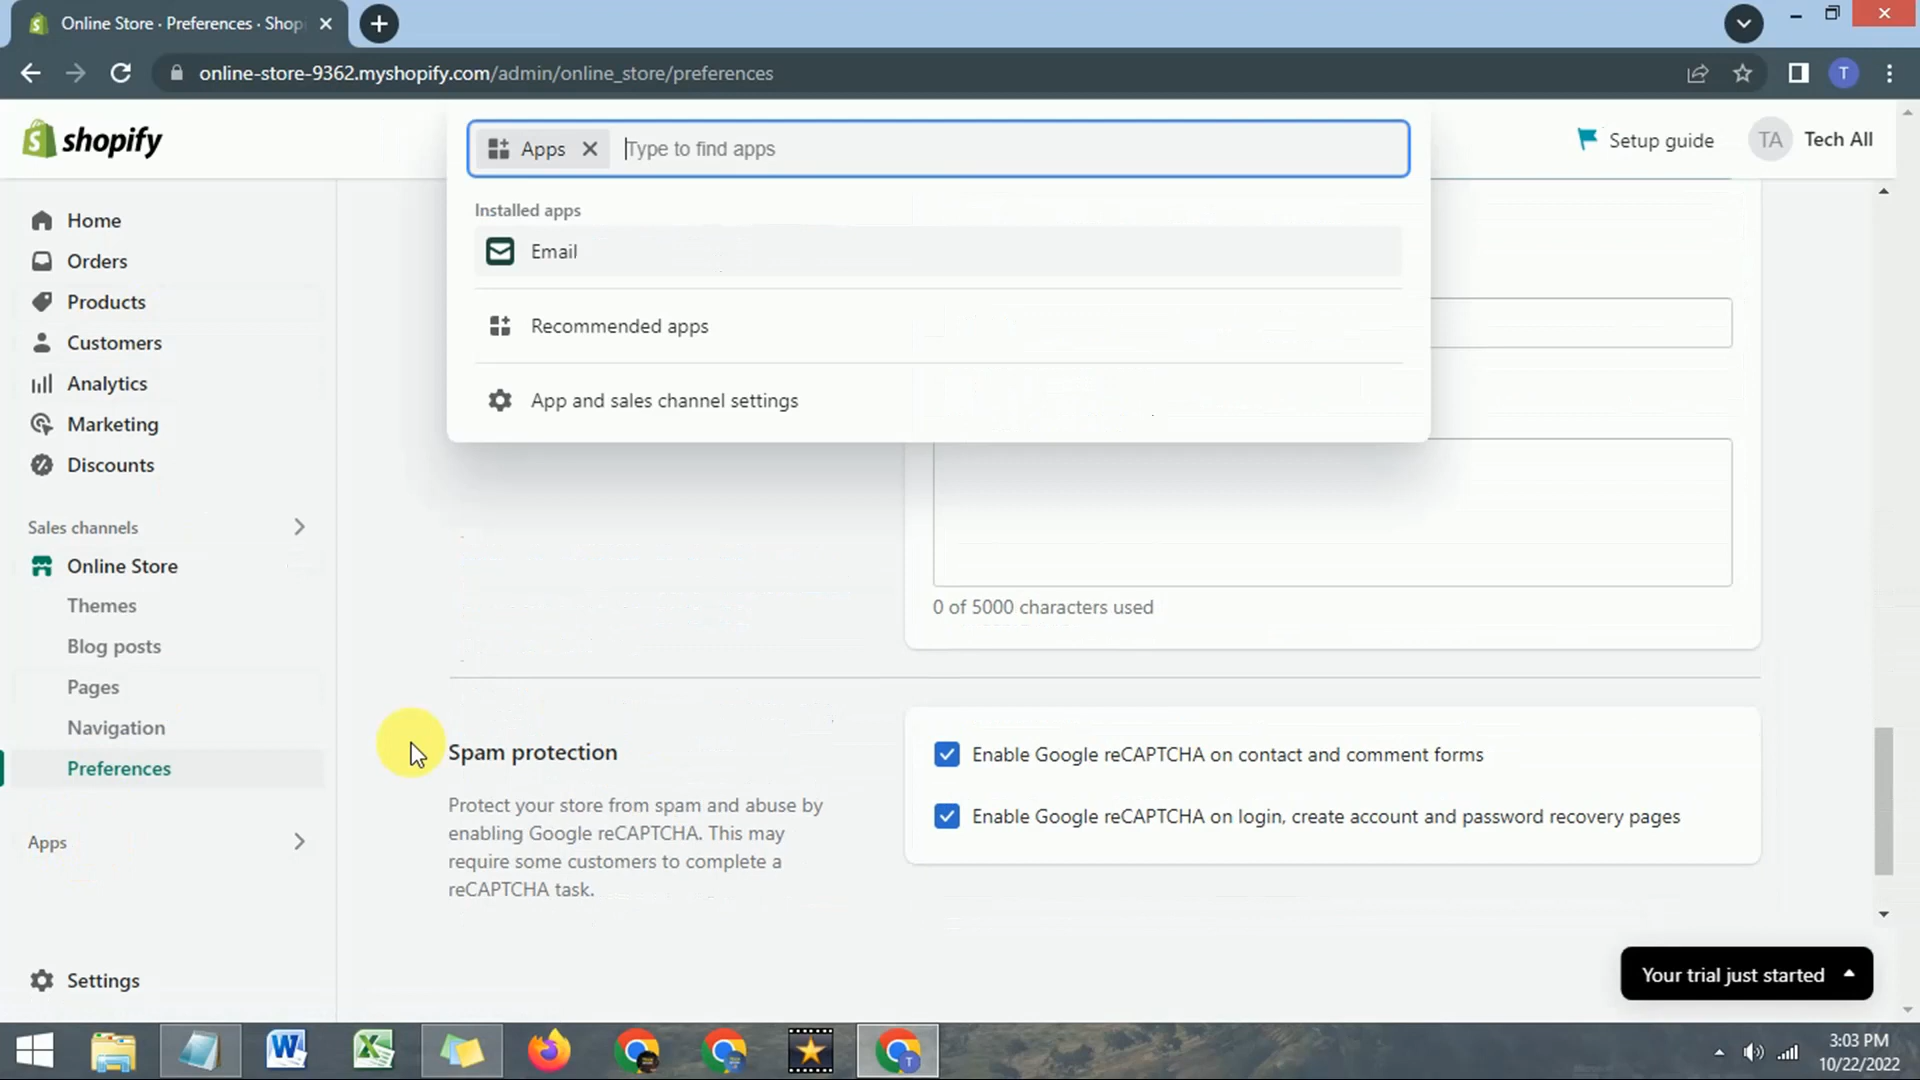 Online Store · Preferences · Shop
online-store-9362.myshopify.com/admin/online_store/preferences
T
shopify
Apps
Type to find apps
Setup guide
TA
Tech All
Installed apps
Email
Recommended apps
App and sales channel settings
Home
Orders
Products
Customers
Analytics
Marketing
Discounts
Sales channels
Online Store
Themes
Blog posts
Pages
Navigation
Preferences
Apps
Settings
0 of 5000 characters used
Spam protection
Protect your store from spam and abuse by
enabling Google reCAPTCHA. This may
require some customers to complete a
reCAPTCHA task.
Enable Google reCAPTCHA on contact and comment forms
Enable Google reCAPTCHA on login, create account and password recovery pages
Your trial just started
3:03 PM
10/22/2022